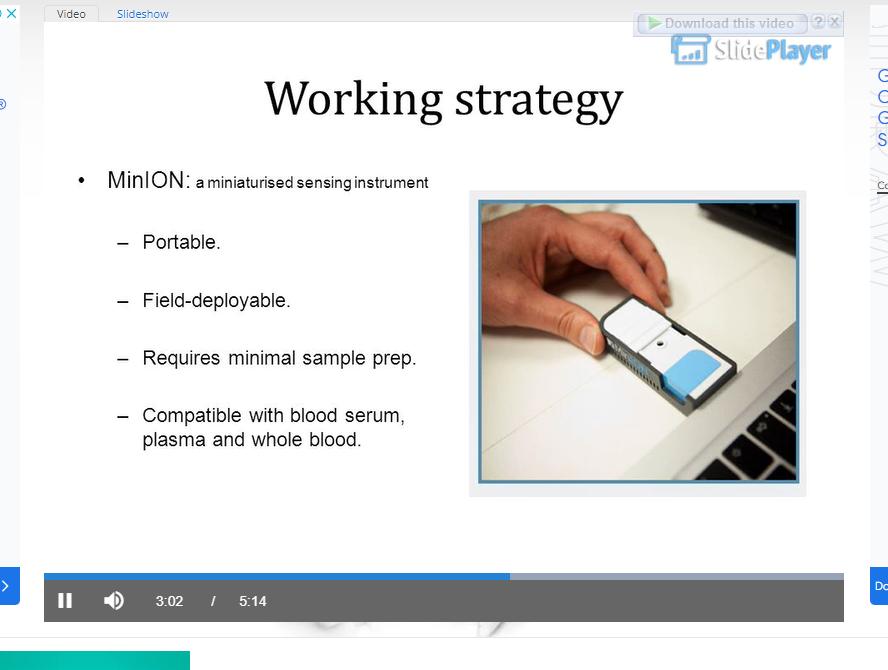 Video
Slideshow
Download this video
?
SlidePlayer
Working strategy
• MinION: a miniaturised sensing instrument
– Portable.
– Field-deployable.
– Requires minimal sample prep.
– Compatible with blood serum,
plasma and whole blood.
3:02 / 5:14